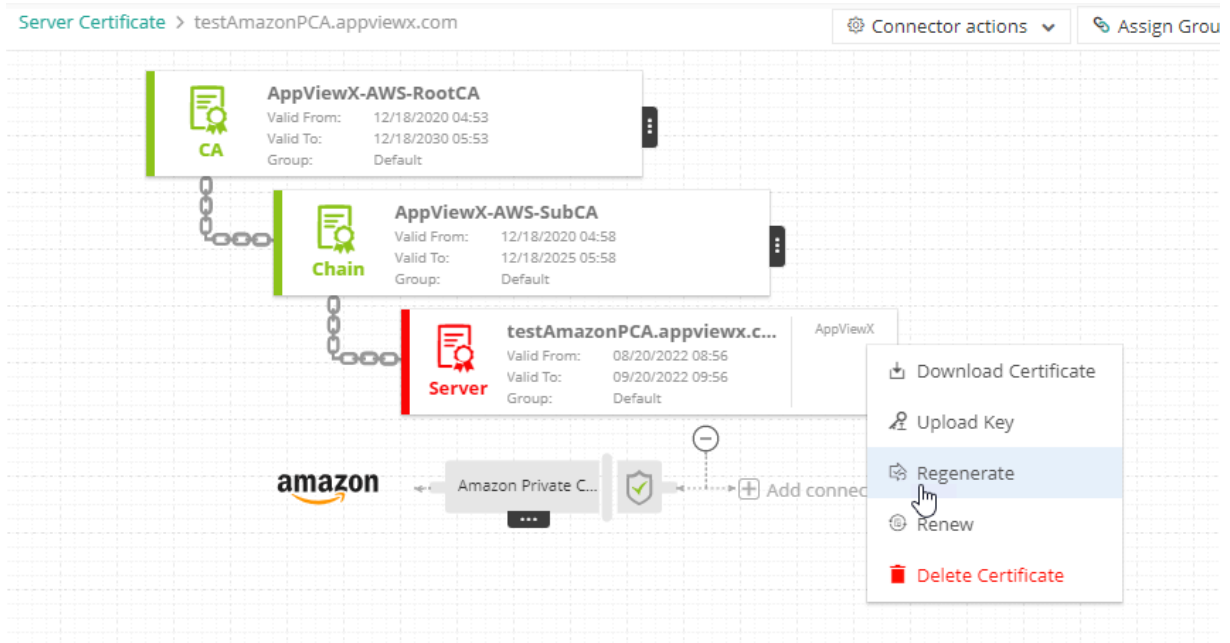 Server Certificate > testAmazonPCA.appviewx.com
Connector actions
Assign Grou
AppViewX-AWS-RootCA
Valid From: 12/18/2020 04:53
Valid To: 12/18/2030 05:53
Group: Default
CA
AppViewX-AWS-SubCA
Valid From: 12/18/2020 04:58
Valid To: 12/18/2025 05:58
Group: Default
Chain
testAmazonPCA.appviewx.c...
Valid From: 08/20/2022 08:56
Valid To: 09/20/2022 09:56
Group: Default
Server
AppViewX
Download Certificate
Upload Key
Regenerate
Renew
Delete Certificate
amazon
Amazon Private C...
Add connec